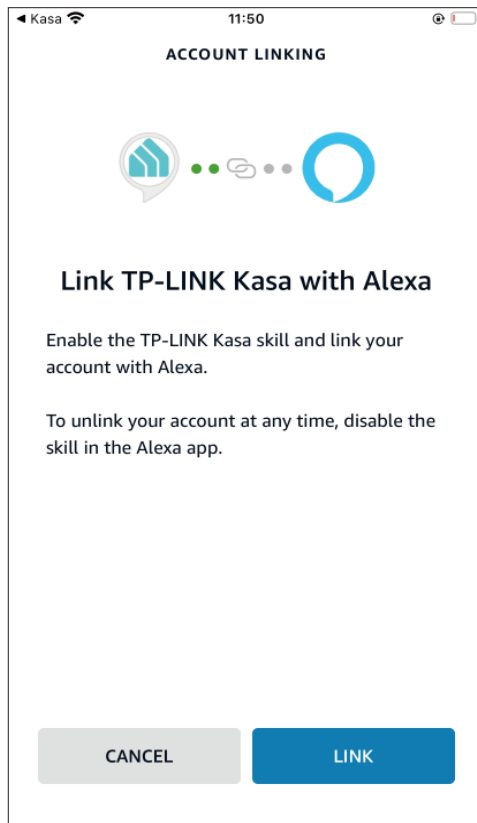 Kasa
11:50
ACCOUNT LINKING
Link TP-LINK Kasa with Alexa
Enable the TP-LINK Kasa skill and link your
account with Alexa.
To unlink your account at any time, disable the
skill in the Alexa app.
CANCEL
LINK